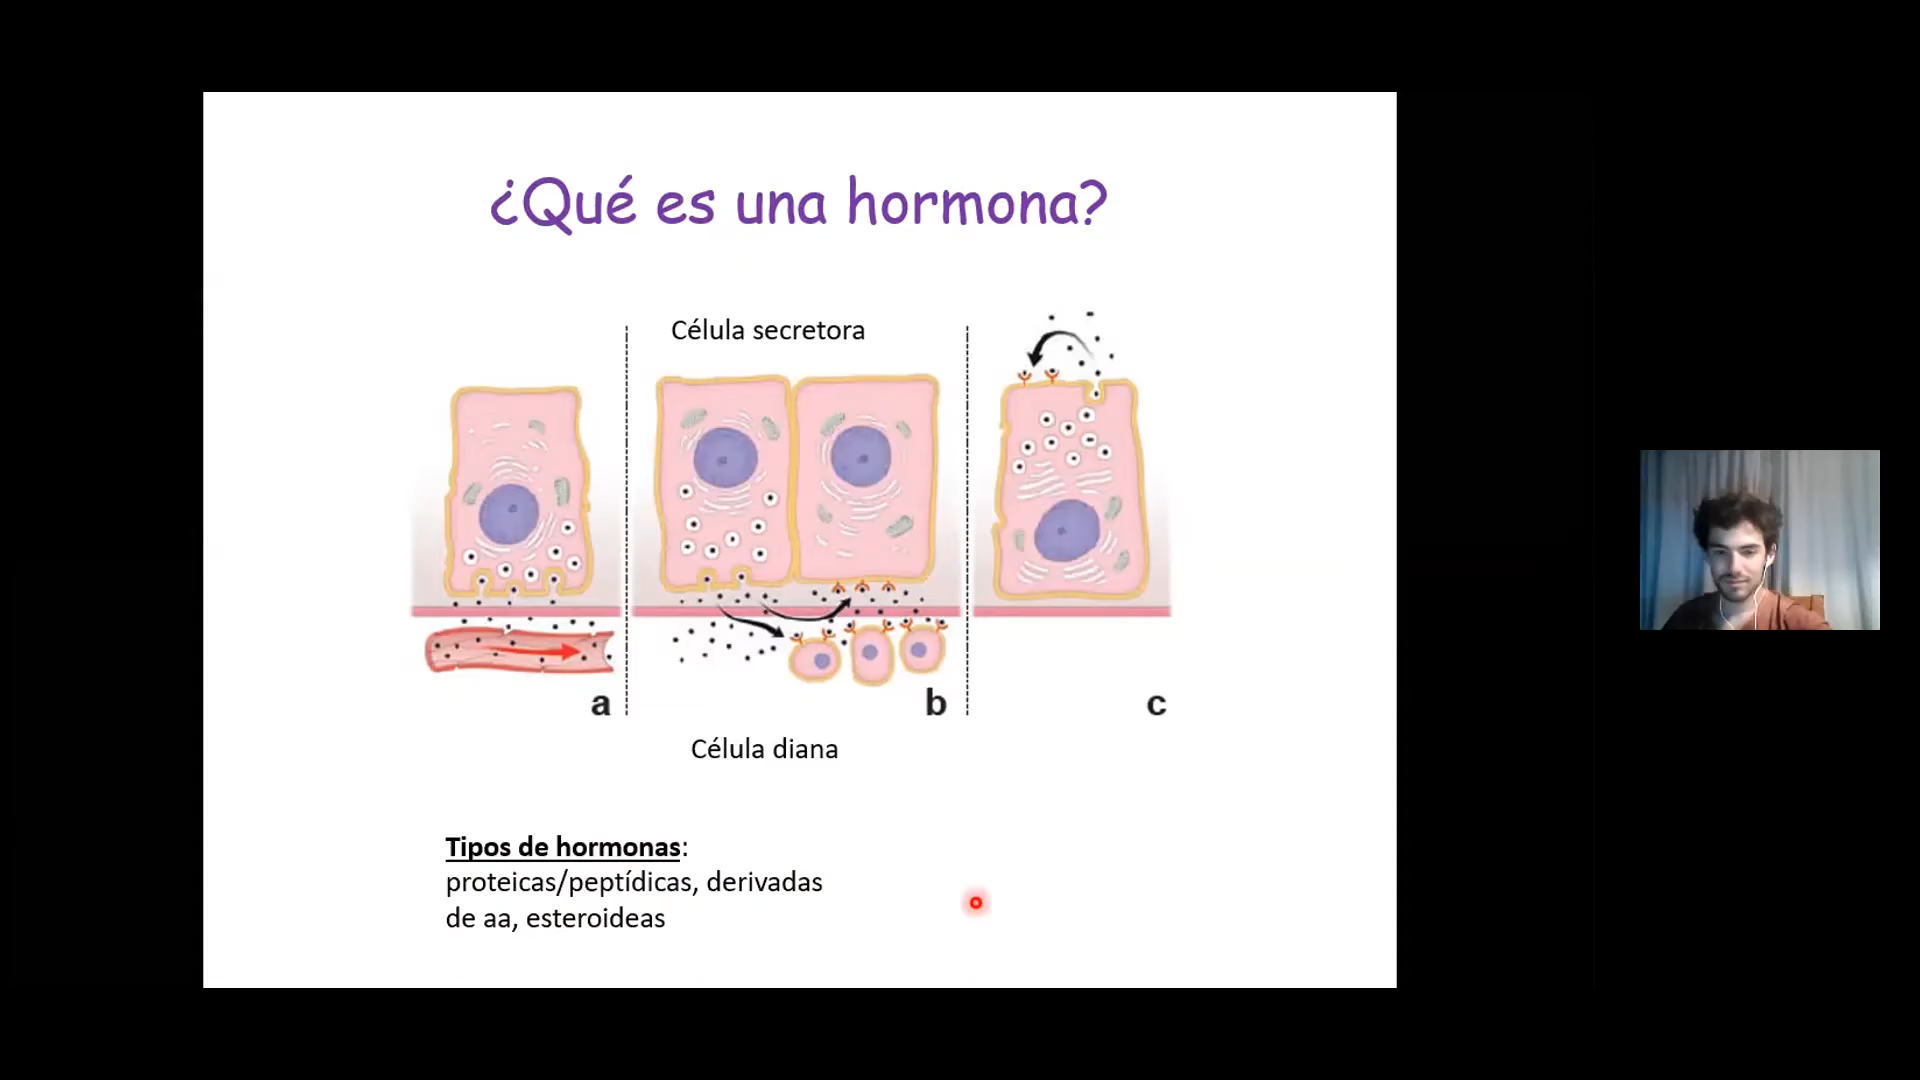 ¿Qué es una hormona?
Célula secretora
a
b
c
Célula diana
Tipos de hormonas:
proteicas/peptídicas, derivadas
de aa, esteroideas